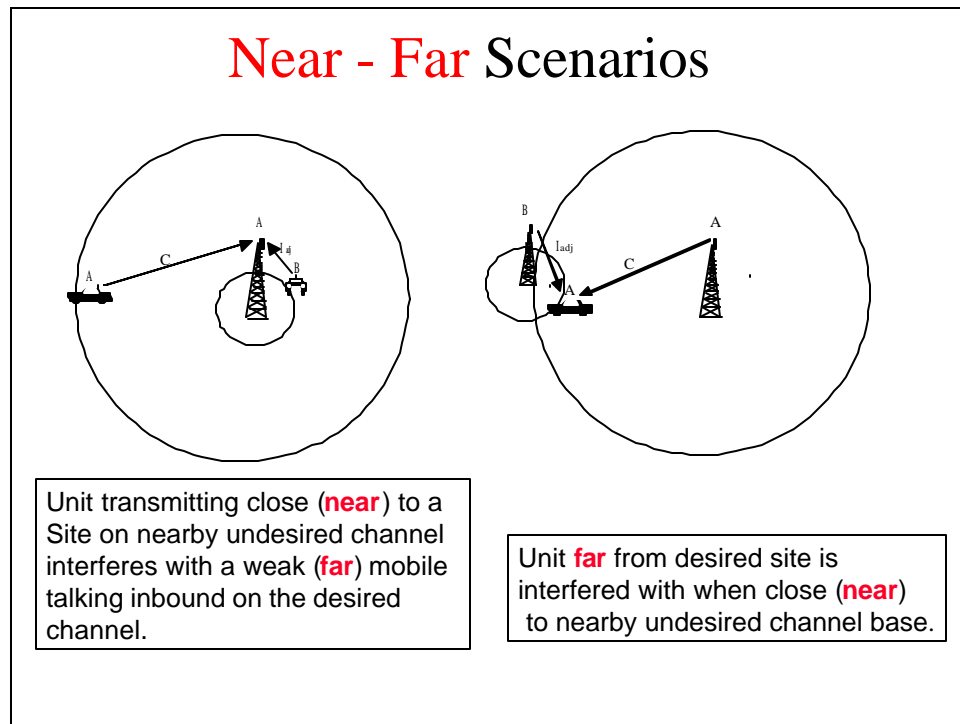 Near - Far Scenarios
A
C
I adj
B
A
B
Iadj
A
C
A
Unit transmitting close (near) to a
Site on nearby undesired channel
interferes with a weak (far) mobile
talking inbound on the desired
channel.
Unit far from desired site is
interfered with when close (near)
to nearby undesired channel base.